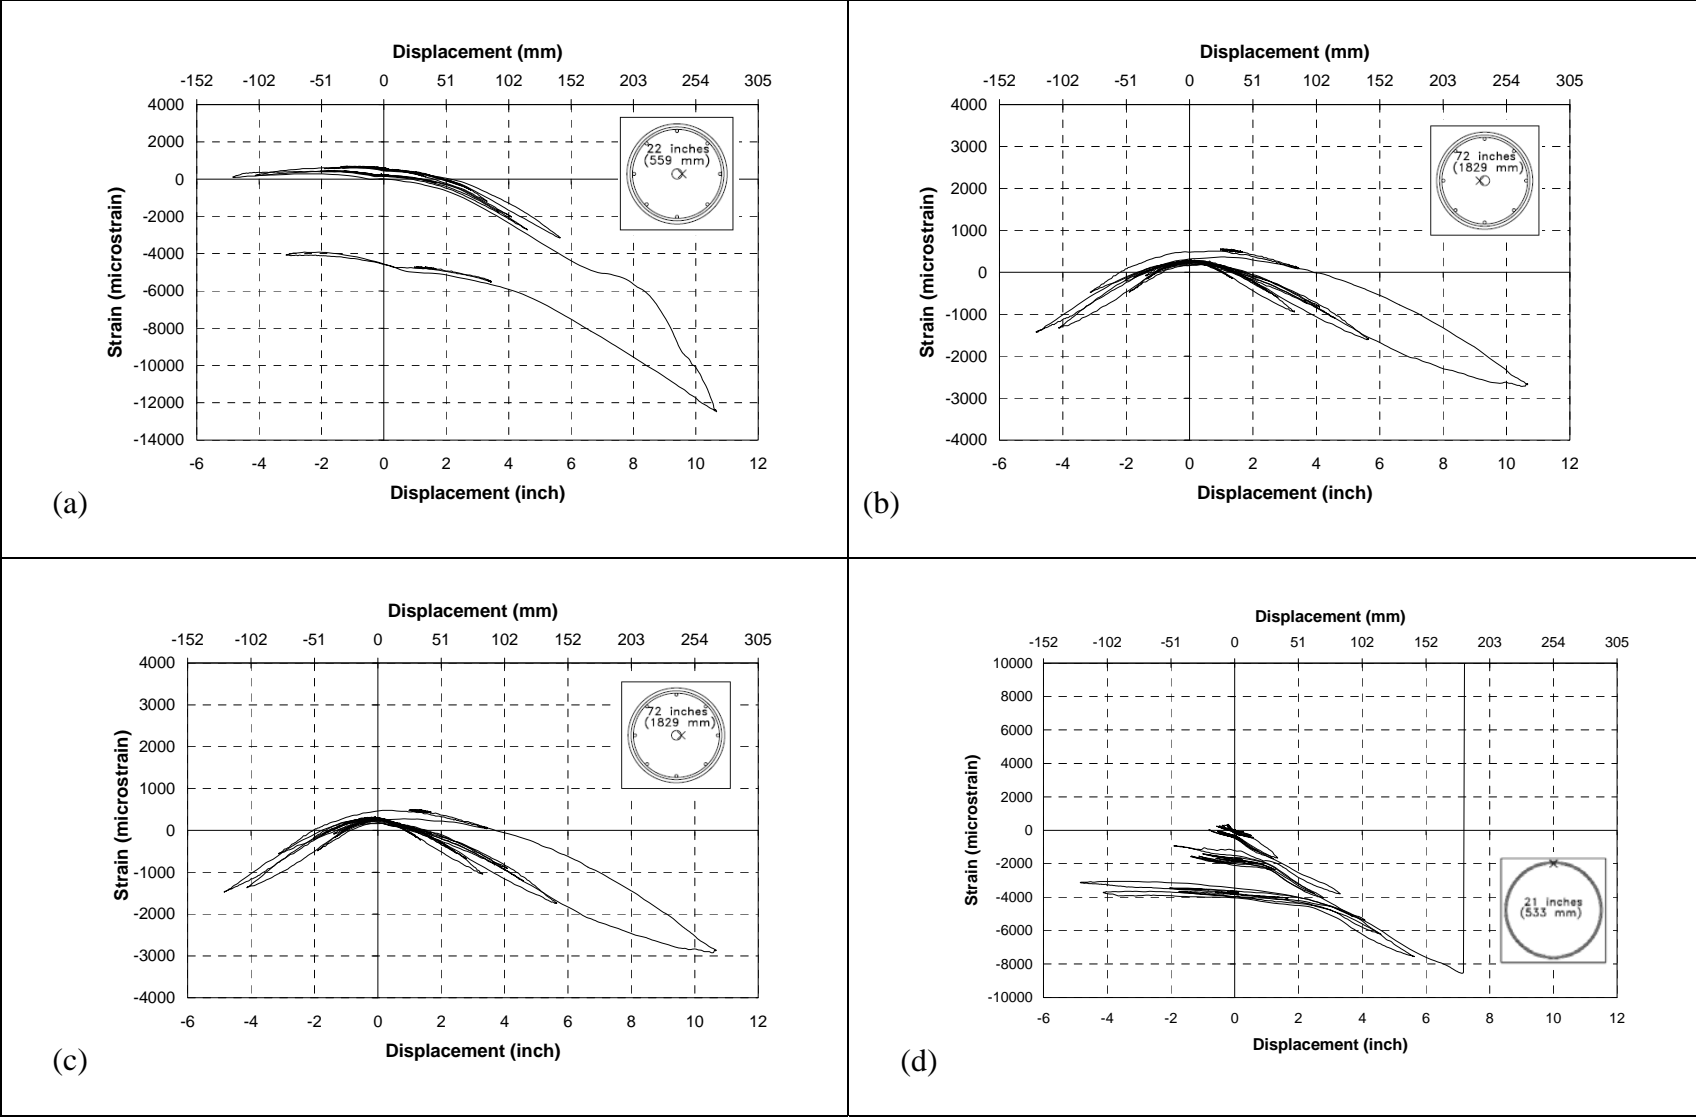 Displacement (mm)
-152 -102 -51 0 51 102 152 203 254 305
4000
2000
0
-2000
-4000
-6000
-8000
-10000
-12000
-14000
Strain (microstrain)
22 inches
(559 mm)
X
-6 -4 -2 0 2 4 6 8 10 12
Displacement (inch)
(a)
Displacement (mm)
-152 -102 -51 0 51 102 152 203 254 305
4000
3000
2000
1000
0
-1000
-2000
-3000
-4000
Strain (microstrain)
72 inches
(1829 mm)
X
-6 -4 -2 0 2 4 6 8 10 12
Displacement (inch)
(b)
Displacement (mm)
-152 -102 -51 0 51 102 152 203 254 305
4000
3000
2000
1000
0
-1000
-2000
-3000
-4000
Strain (microstrain)
72 inches
(1829 mm)
X
-6 -4 -2 0 2 4 6 8 10 12
Displacement (inch)
(c)
Displacement (mm)
-152 -102 -51 0 51 102 152 203 254 305
10000
8000
6000
4000
2000
0
-2000
-4000
-6000
-8000
-10000
Strain (microstrain)
X
21 inches
(533 mm)
-6 -4 -2 0 2 4 6 8 10 12
Displacement (inch)
(d)